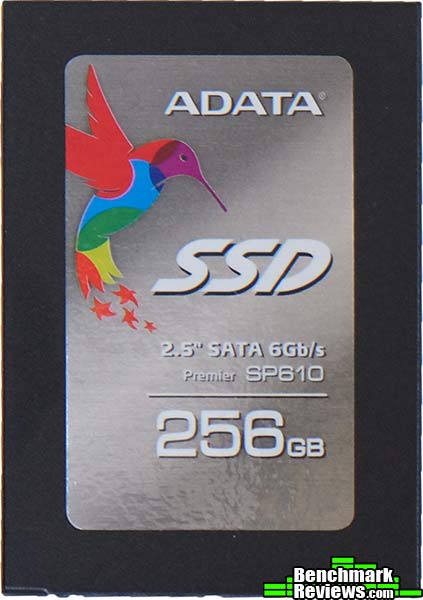 ADATA®
SSD
2.5" SATA 6Gb/s
Premier SP610
256GB
Benchmark
Reviews.com